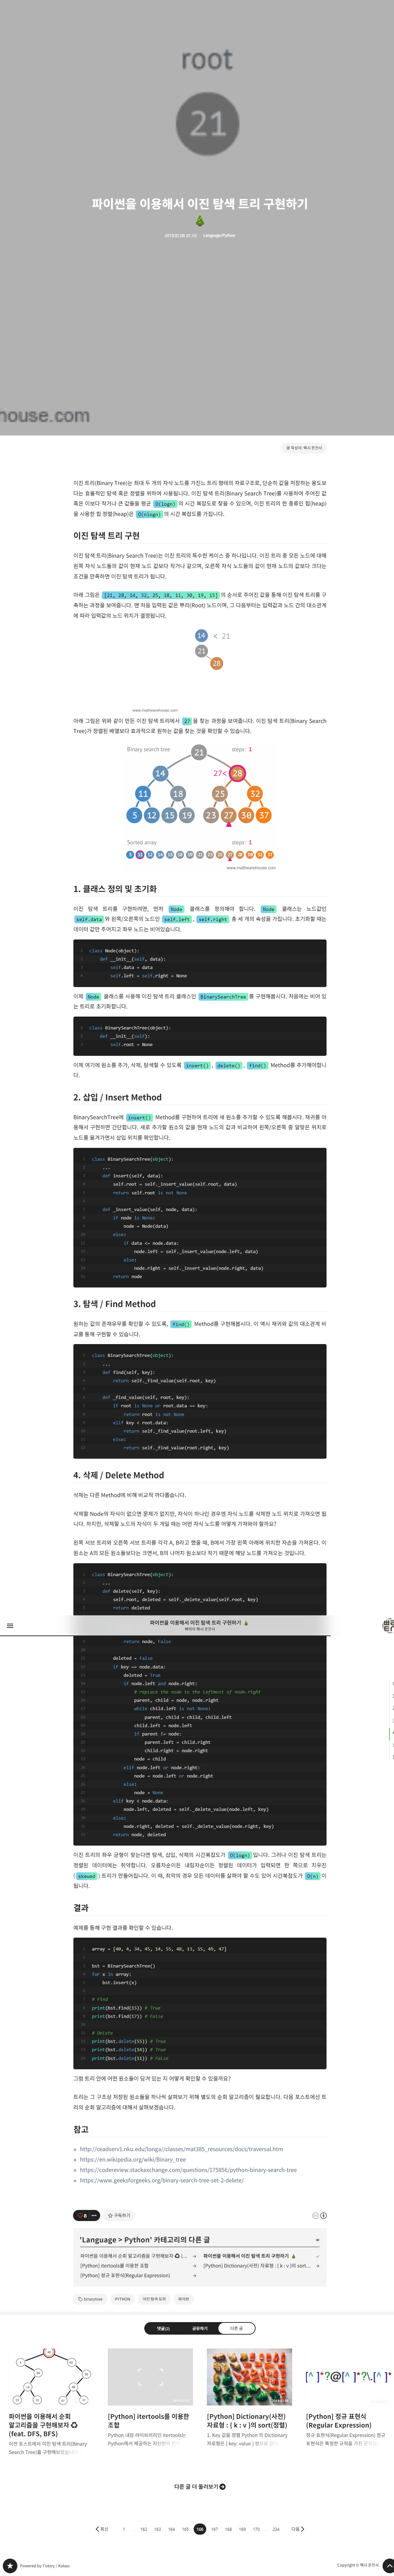 root
21
파이썬을 이용해서 이진 탐색 트리 구현하기
Language/Python
house.com
이진 트리(Binary Tree)는 최대 두 개의 자식 노드를 가진노드 트리 형태의 자료구조로, 단순히 값을 저장하는 용도보
다는 효율적인 탐색 혹은 정렬을 위하여 사용됩니다. 이진 탐색 트리(Binary Search Tree)를 사용하여 주어진 값
혹은 이보다 작거나 큰 값들을 평균 O(logn) 의 시간 복잡도로 찾을 수 있으며, 이진 트리의 한 종류인 힙(heap)
을 사용한 힙 정렬(heap)은 O(nlogn) 의 시간 복잡도를 가집니다.
이진 탐색 트리 구현
이진 탐색 트리(Binary Search Tree)는 이진 트리의 특수한 케이스 중 하나입니다. 이진 트리 중 모든 노드에 대해
왼쪽 자식 노드들의 값이 현재 노드 값보다 작거나 같으며, 오른쪽 자식 노드들의 값이 현재 노드의 값보다 크다는
조건을 만족하면 이진 탐색 트리가 됩니다.
아래 그림은 [21, 28, 14, 32, 25, 18, 11, 30, 19, 15] 의 순서로 주어진 값을 통해 이진 탐색 트리를 구
축하는 과정을 보여줍니다. 맨 처음 입력된 값은 뿌리(Root) 노드이며, 그 다음부터는 입력값과 노드 간의 대소관계
에 따라 입력값의 노드 위치가 결정됩니다.
14 < 21
21
28
www.mathwarehouse.com
아래 그림은 위와 같이 만든 이진 탐색 트리에서 27 을 찾는 과정을 보여줍니다. 이진 탐색 트리(Binary Search
Tree)가 정렬된 배열보다 효과적으로 원하는 값을 찾는 것을 확인할 수 있습니다.
Binary search tree
steps: 1
21
14 27< 28
11 18 25 32
5 12 15 19 23 27 30 37
Sorted array
steps: 1
5 11 12 14 15 18 19 21 23 25 27 28 30 32 37
www.mathwarehouse.com
1. 클래스 정의 및 초기화
이진 탐색 트리를 구현하려면, 먼저 Node 클래스를 정의해야 합니다. Node 클래스는 노드값인
self.data 와 왼쪽/오른쪽의 노드인 self.left , self.right 총 세 개의 속성을 가집니다. 초기화할 때는
데이터 값만 주어지고 좌우 노드는 비어있습니다.
class Node(object):
def __init__(self, data):
self.data = data
self.left = self.right = None
이제 Node 클래스를 사용해 이진 탐색 트리 클래스인 BinarySearchTree 를 구현해봅시다. 처음에는 비어 있
는 트리로 초기화합니다.
class BinarySearchTree(object):
def __init__(self):
self.root = None
이제 여기에 원소를 추가, 삭제, 탐색할 수 있도록 insert() , delete() , find() Method를 추가해야합니
다.
2. 삽입 / Insert Method
BinarySearchTree에 insert() Method를 구현하여 트리에 새 원소를 추가할 수 있도록 해봅시다. 재귀를 이
용해서 구현하면 간단합니다. 새로 추가할 원소의 값을 현재 노드의 값과 비교하여 왼쪽/오른쪽 중 알맞은 위치로
노드를 옮겨가면서 삽입 위치를 확인합니다.
class BinarySearchTree(object):
...
def insert(self, data):
self.root = self._insert_value(self.root, data)
return self.root is not None
def _insert_value(self, node, data):
if node is None:
node = Node(data)
else:
if data <= node.data:
node.left = self._insert_value(node.left, data)
else:
node.right = self._insert_value(node.right, data)
return node
3. 탐색 / Find Method
원하는 값의 존재유무를 확인할 수 있도록, find() Method를 구현해봅시다. 이 역시 재귀와 값의 대소관계 비
교를 통해 구현할 수 있습니다.
class BinarySearchTree(object):
...
def find(self, key):
return self._find_value(self.root, key)
def _find_value(self, root, key):
if root is None or root.data == key:
return root is not None
elif key < root.data:
return self._find_value(root.left, key)
else:
return self._find_value(root.right, key)
4. 삭제 / Delete Method
삭제는 다른 Method에 비해 비교적 까다롭습니다.
삭제할 Node의 자식이 없으면 문제가 없지만, 자식이 하나인 경우엔 자식 노드를 삭제한 노드 위치로 가져오면 됩
니다. 하지만, 삭제할 노드의 자식이 두 개일 때는 어떤 자식 노드를 어떻게 가져와야 할까요?
왼쪽 서브 트리와 오른쪽 서브 트리를 각각 A, B라고 했을 때, B에서 가장 왼쪽 아래에 위치한 자손을 가져온다. 이
원소는 A의 모든 원소들보다는 크면서, B의 나머지 원소보다 작기 때문에 해당 노드를 가져오는 것입니다.
class BinarySearchTree(object):
...
def delete(self, key):
self.root, deleted = self._delete_value(self.root, key)
return deleted
파이썬을 이용해서 이진 탐색 트리 구현하기
return node, False
deleted = False
if key == node.data:
deleted = True
if node.left and node.right:
# replace the node to the leftmost of node.right
parent, child = node, node.right
while child.left is not None:
parent, child = child, child.left
child.left = node.left
if parent != node:
parent.left = child.right
child.right = node.right
node = child
elif node.left or node.right:
node = node.left or node.right
else:
node = None
elif key < node.data:
node.left, deleted = self._delete_value(node.left, key)
else:
node.right, deleted = self._delete_value(node.right, key)
return node, deleted
이진 트리의 좌우 균형이 맞는다면 탐색, 삽입, 삭제의 시간복잡도가 O(logn) 입니다. 그러나 이진 탐색 트리는
정렬된 데이터에는 취약합니다. 오름차순이든 내림차순이든 정렬된 데이터가 입력되면 한 쪽으로 치우진
( skewed ) 트리가 만들어집니다. 이 때, 최악의 경우 모든 데이터를 살펴야 할 수도 있어 시간복잡도가 O(n) 이
됩니다.
결과
예제를 통해 구현 결과를 확인할 수 있습니다.
array = [40, 4, 34, 45, 14, 55, 48, 13, 15, 49, 47]
bst = BinarySearchTree()
for x in array:
bst.insert(x)
# Find
print(bst.find(15)) # True
print(bst.find(17)) # False
# Delete
print(bst.delete(55)) # True
print(bst.delete(14)) # True
print(bst.delete(11)) # False
그럼 트리 안에 어떤 원소들이 담겨 있는 지 어떻게 확인할 수 있을까요?
트리는 그 구조상 저장된 원소들을 하나씩 살펴보기 위해 별도의 순회 알고리즘이 필요합니다. 다음 포스트에선 트
리의 순회 알고리즘에 대해서 살펴보겠습니다.
참고
http://ceadserv1.nku.edu/longa//classes/mat385_resources/docs/traversal.htm
https://en.wikipedia.org/wiki/Binary_tree
https://codereview.stackexchange.com/questions/175856/python-binary-search-tree
https://www.geeksforgeeks.org/binary-search-tree-set-2-delete/
구독하기
'Language > Python' 카테고리의 다른 글
파이썬을 이용해서 순회 알고리즘을 구현해보자
파이썬을 이용해서 이진 탐색 트리 구현하기
[Python] itertools를 이용한 조합
[Python] Dictionary(사전) 자료형 : { k : v }의 sort(...
[Python] 정규 표현식(Regular Expression)
binarytree
PYTHON
이진 탐색 트리
파이썬
댓글(2)
공유하기
다른 글
파이썬을 이용해서 순회
알고리즘을 구현해보자
(feat. DFS, BFS)
이전 포스트에서 이진 탐색 트리(Binary
Search Tree)를 구현해보았습니다
[Python] itertools를 이용한
조합
Python 내장 라이브러리인 itertools는
Python에서 제공하는 자신만의
[Python] Dictionary(사전)
자료형 : { k : v }의 sort(정렬)
1. Key 값을 정렬 Python 의 Dictionary
자료형은 { key: value } 쌍으로
[^ ]*?@[^ ]*?\.[^ ]*
[Python] 정규 표현식
(Regular Expression)
정규 표현식(Regular Expression) 정규
표현식은 특정한 규칙을 가진
다른 글 더 둘러보기
최신 1 ... 162 163 164 165 166 167 168 169 170 ... 224 다음
Powered by Tistory / Kakao.